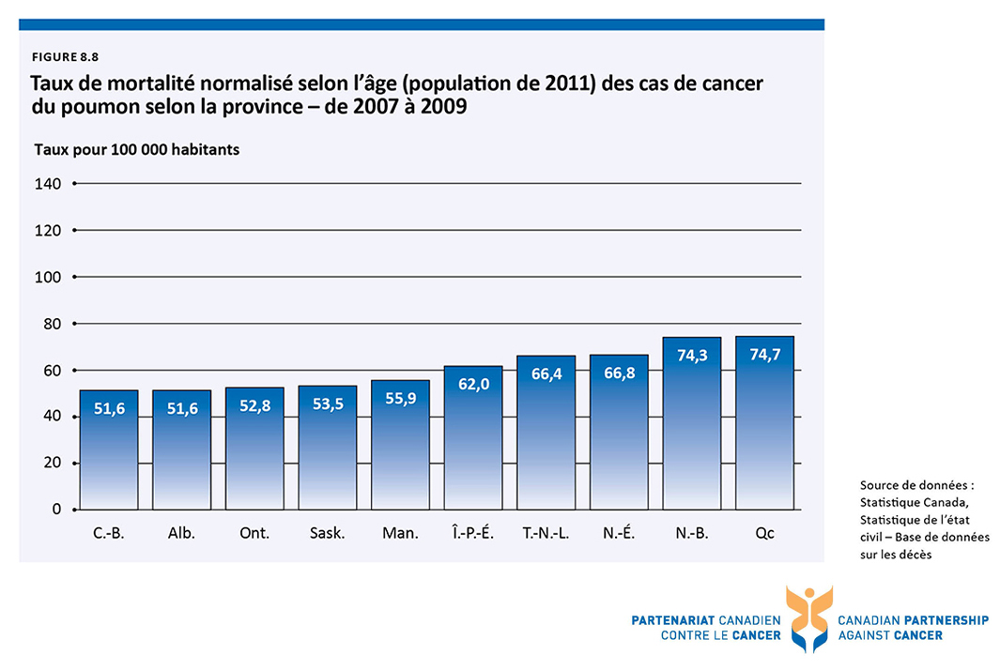 FIGURE 8.8
Taux de mortalité normalisé selon l’âge (population de 2011) des cas de cancer
du poumon selon la province – de 2007 à 2009
Taux pour 100 000 habitants
140
120
100
80
60
40
20
0
51,6
51,6
52,8
53,5
55,9
62,0
66,4
66,8
74,3
74,7
C.-B.
Alb.
Ont.
Sask.
Man.
Î.-P.-É.
T.-N.-L.
N.-É.
N.-B.
Qc
Source de données :
Statistique Canada,
Statistique de l’état
civil – Base de données
sur les décès
PARTENARIAT CANADIEN
CONTRE LE CANCER
CANADIAN PARTNERSHIP
AGAINST CANCER